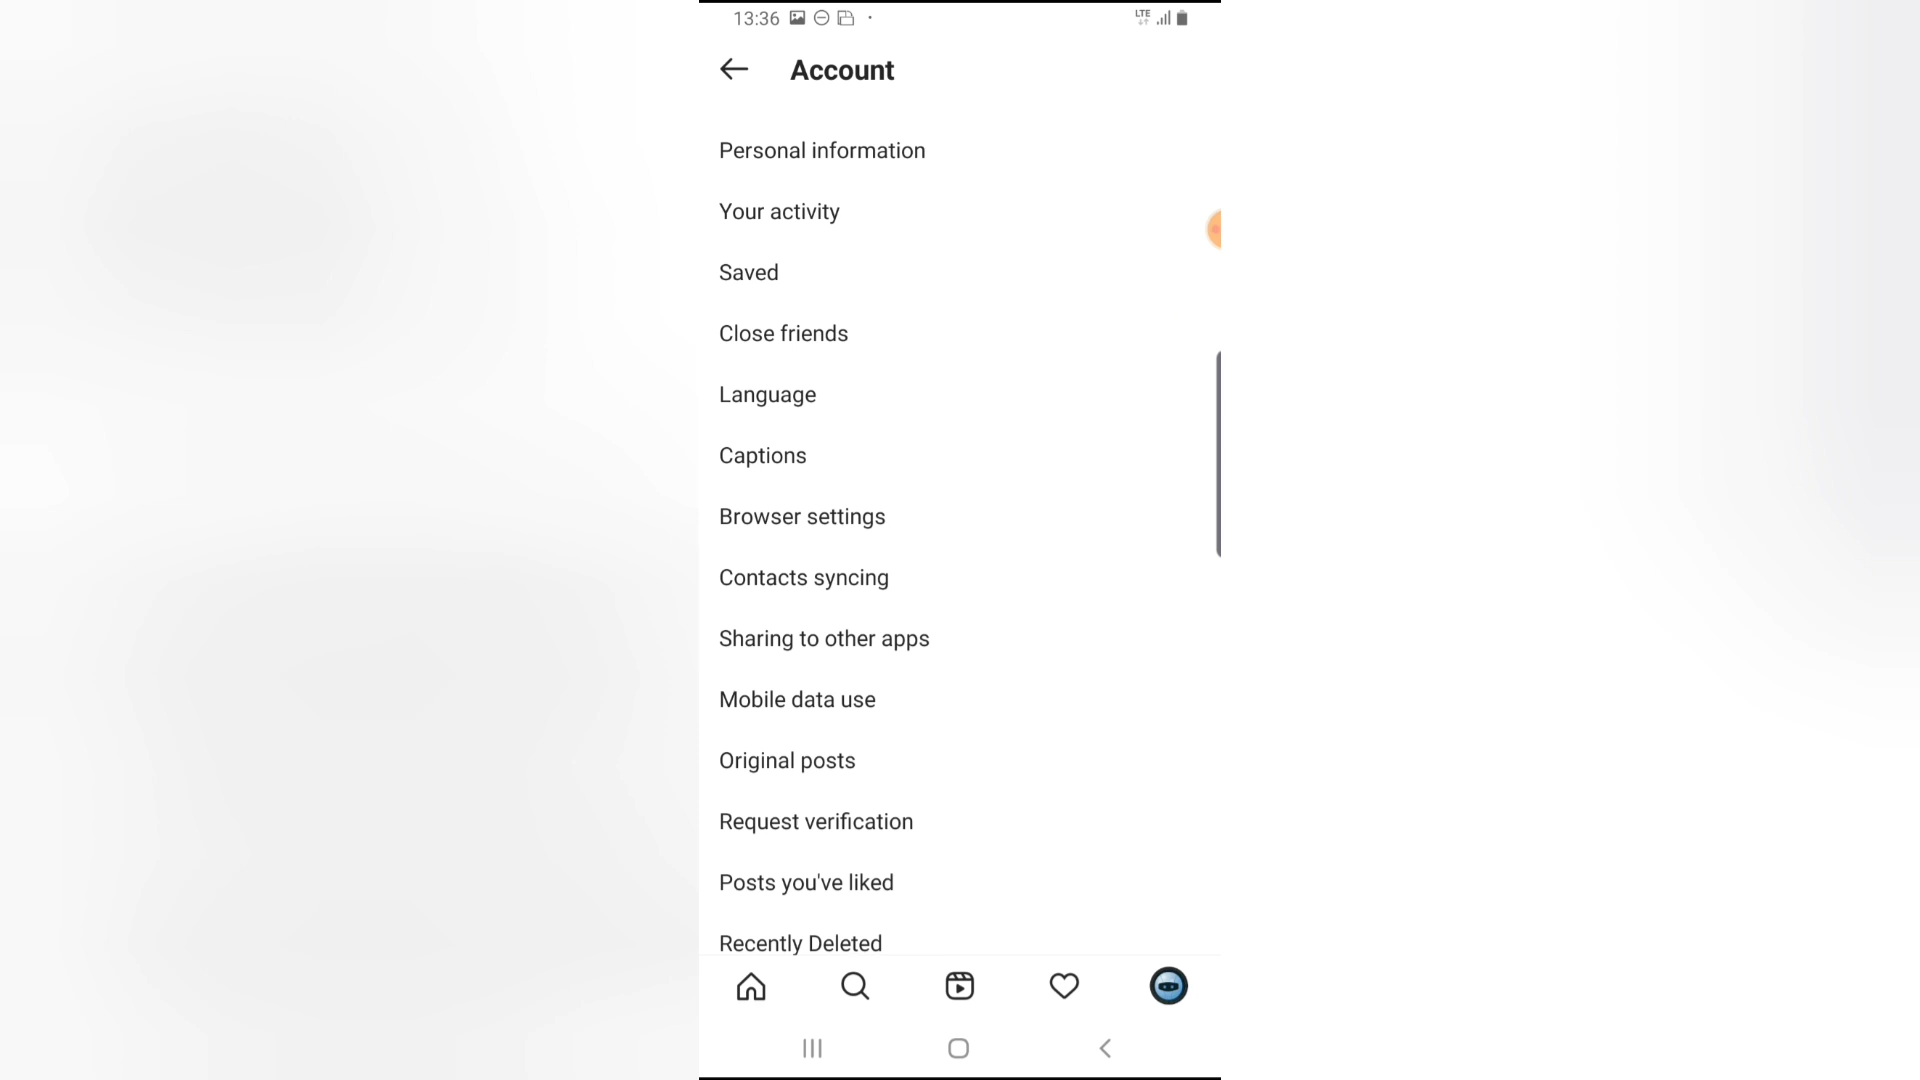 13:36
LTE
Account
Personal information
Your activity
Saved
Close friends
Language
Captions
Browser settings
Contacts syncing
Sharing to other apps
Mobile data use
Original posts
Request verification
Posts you've liked
Recently Deleted